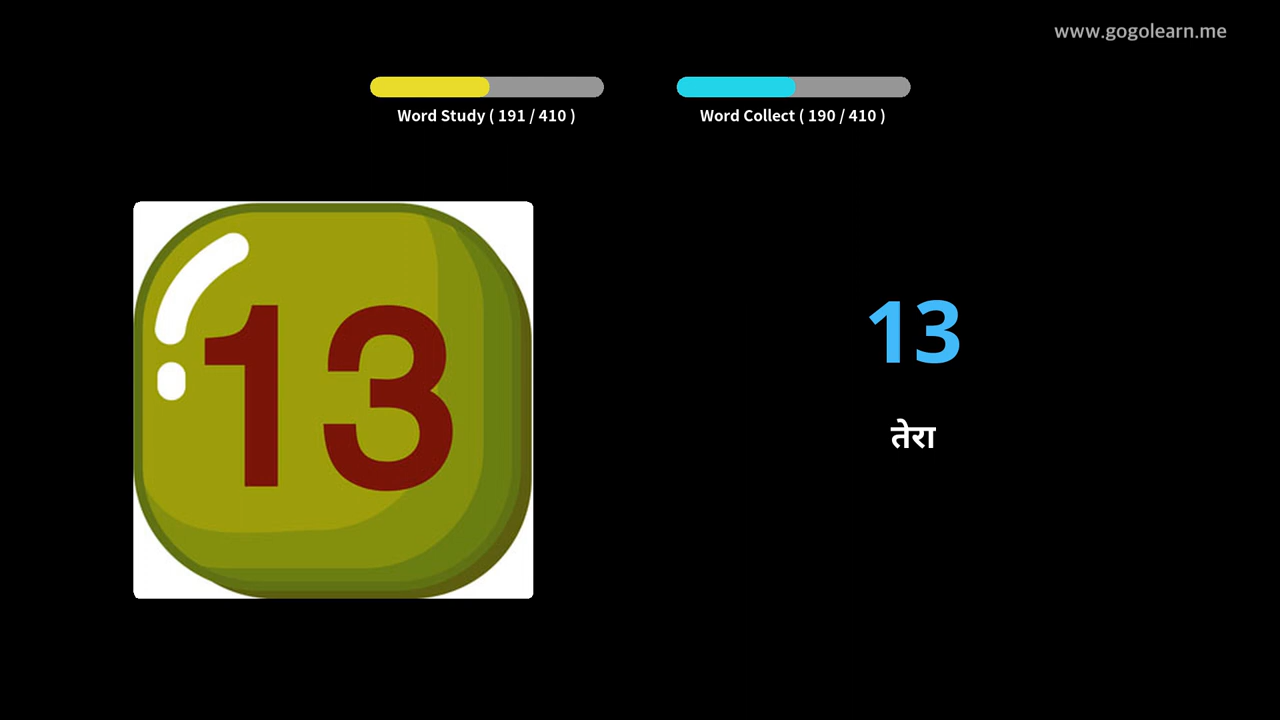 www.gogolearn.me
Word Study ( 191 / 410 )
Word Collect ( 190 / 410 )
13
13
तेरा